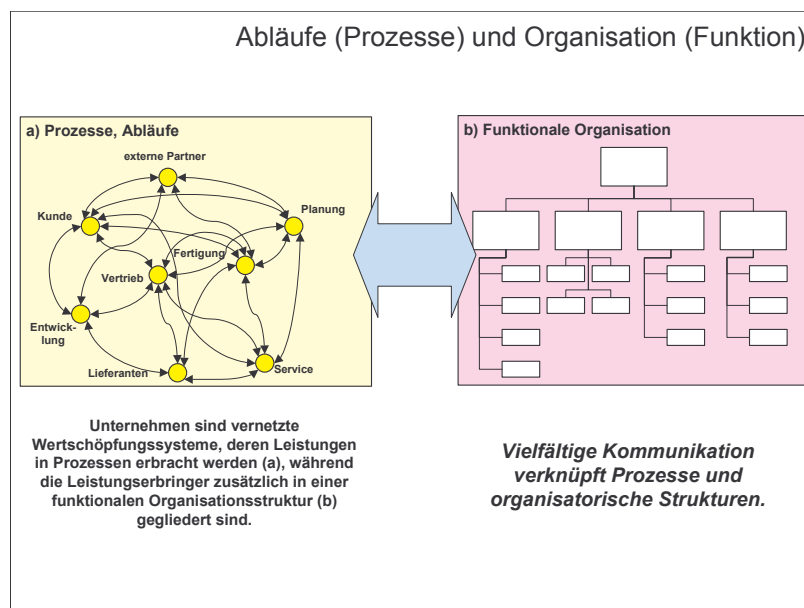 Abläufe (Prozesse) und Organisation (Funktion)
a) Prozesse, Abläufe
externe Partner
Kunde
Planung
Fertigung
Vertrieb
Entwick-
lung
Lieferanten
Service
b) Funktionale Organisation
Unternehmen sind vernetzte
Wertschöpfungssysteme, deren Leistungen
in Prozessen erbracht werden (a), während
die Leistungserbringer zusätzlich in einer
funktionalen Organisationsstruktur (b)
gegliedert sind.
Vielfältige Kommunikation
verknüpft Prozesse und
organisatorische Strukturen.